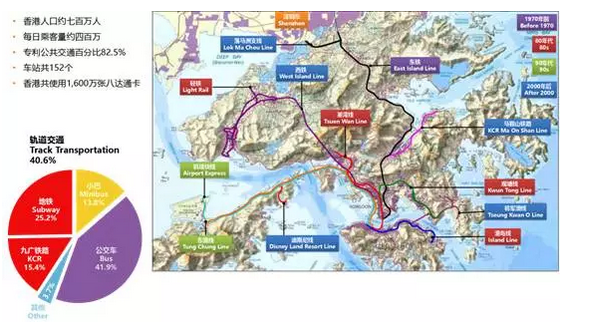 香港人口约七百万人
每日乘客量约四百万
专利公共交通百分比82.5%
车站共152个
香港共使用1,600万张八达通卡
轨道交通
Track Transportation
40.6%
小巴
Minibus
13.8%
地铁
Subway
25.2%
九广铁路
KCR
15.4%
公交车
Bus
41.9%
3.7%
其他
Other
深圳市
Shenzhen
落马洲支线
Lok Ma Chou Line
西铁
West Island Line
东铁
East Island Line
轻铁
Light Rail
荃湾线
Tsuen Wan Line
马鞍山铁路
KCR Ma On Shan Line
机场快线
Airport Express
观塘线
Kwun Tong Line
将军澳线
Tseung Kwan O Line
东涌线
Tung Chung Line
迪斯尼线
Disney Land Resort Line
港岛线
Island Line
1970年前
Before 1970
80年代
80s
90年代
90s
2000年后
After 2000
DEEP BAY
KOWLOON